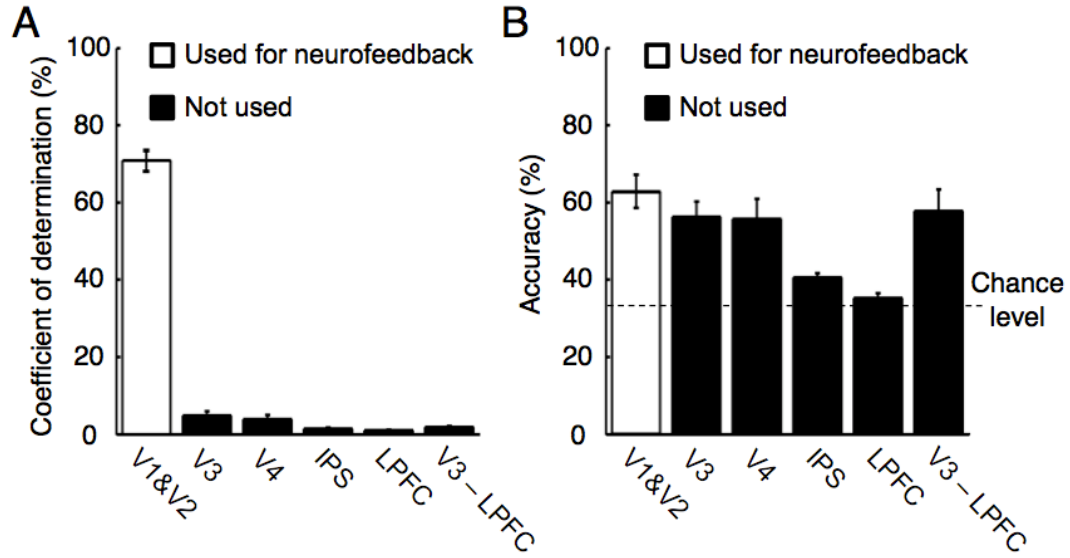 A
Coefficient of determination (%)
100
80
60
40
20
0
Used for neurofeedback
Not used
V1&V2
V3
V4
IPS
LPFC
V3 – LPFC
B
Accuracy (%)
100
80
60
40
20
0
Used for neurofeedback
Not used
Chance
level
V1&V2
V3
V4
IPS
LPFC
V3 – LPFC